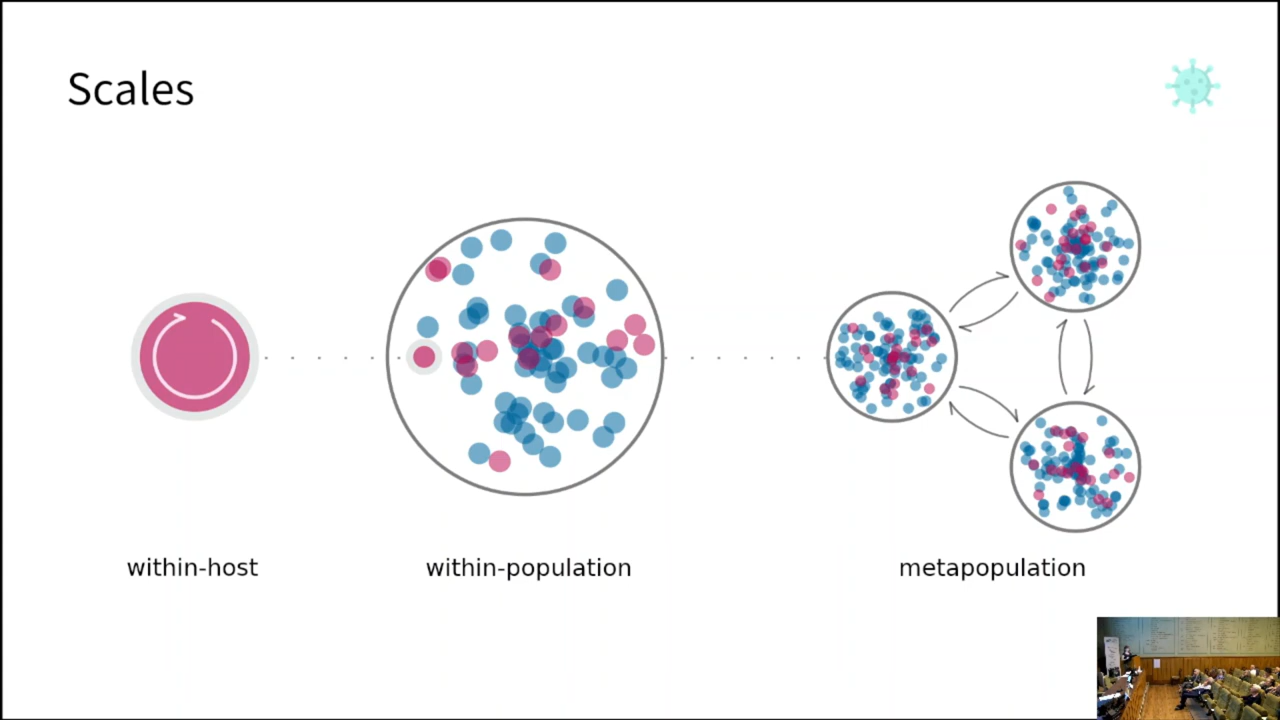 Scales
within-host
within-population
metapopulation